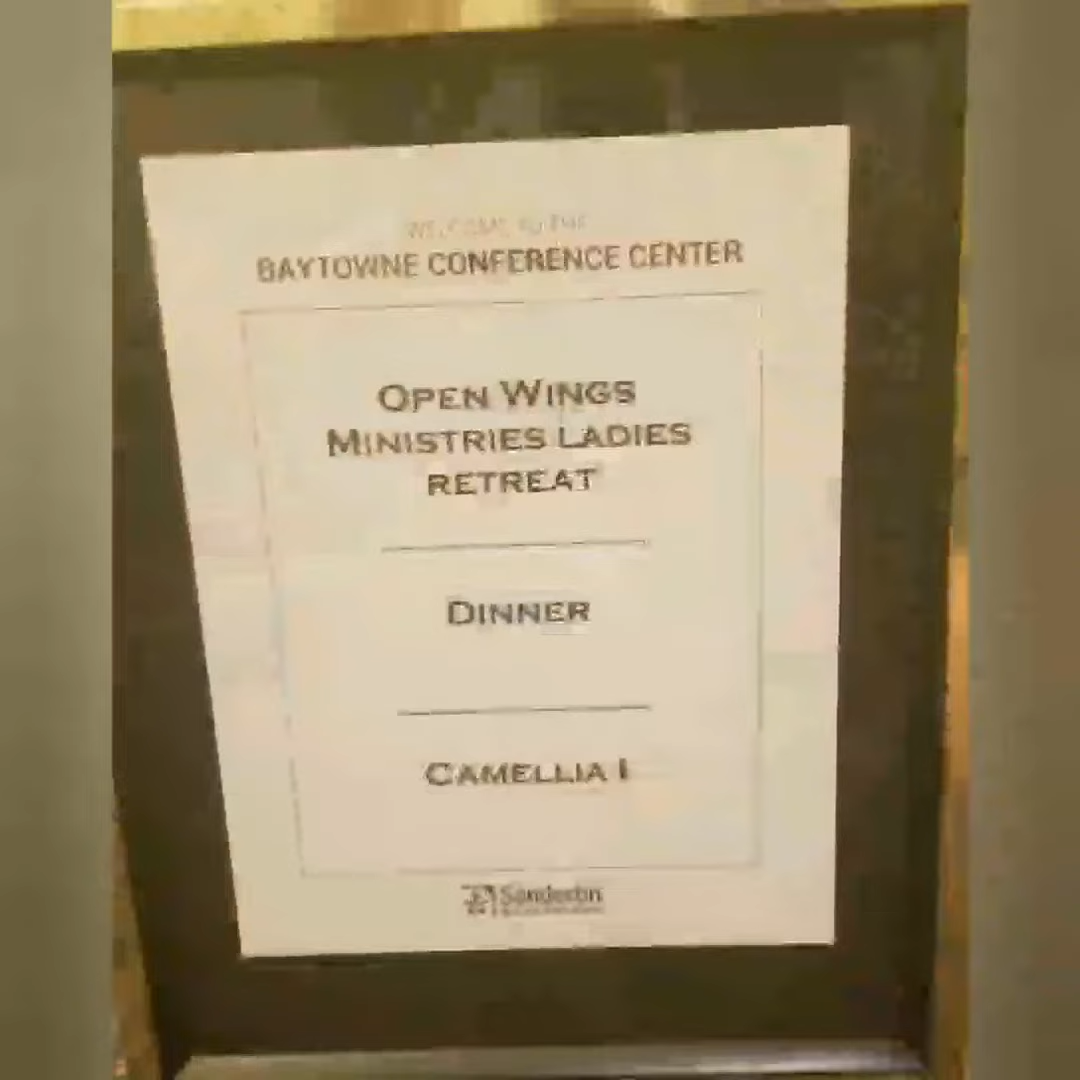 WELCOME TO THE
BAYTOWNE CONFERENCE CENTER
OPEN WINGS
MINISTRIES LADIES
RETREAT
DINNER
CAMELLIA I
Sandestin